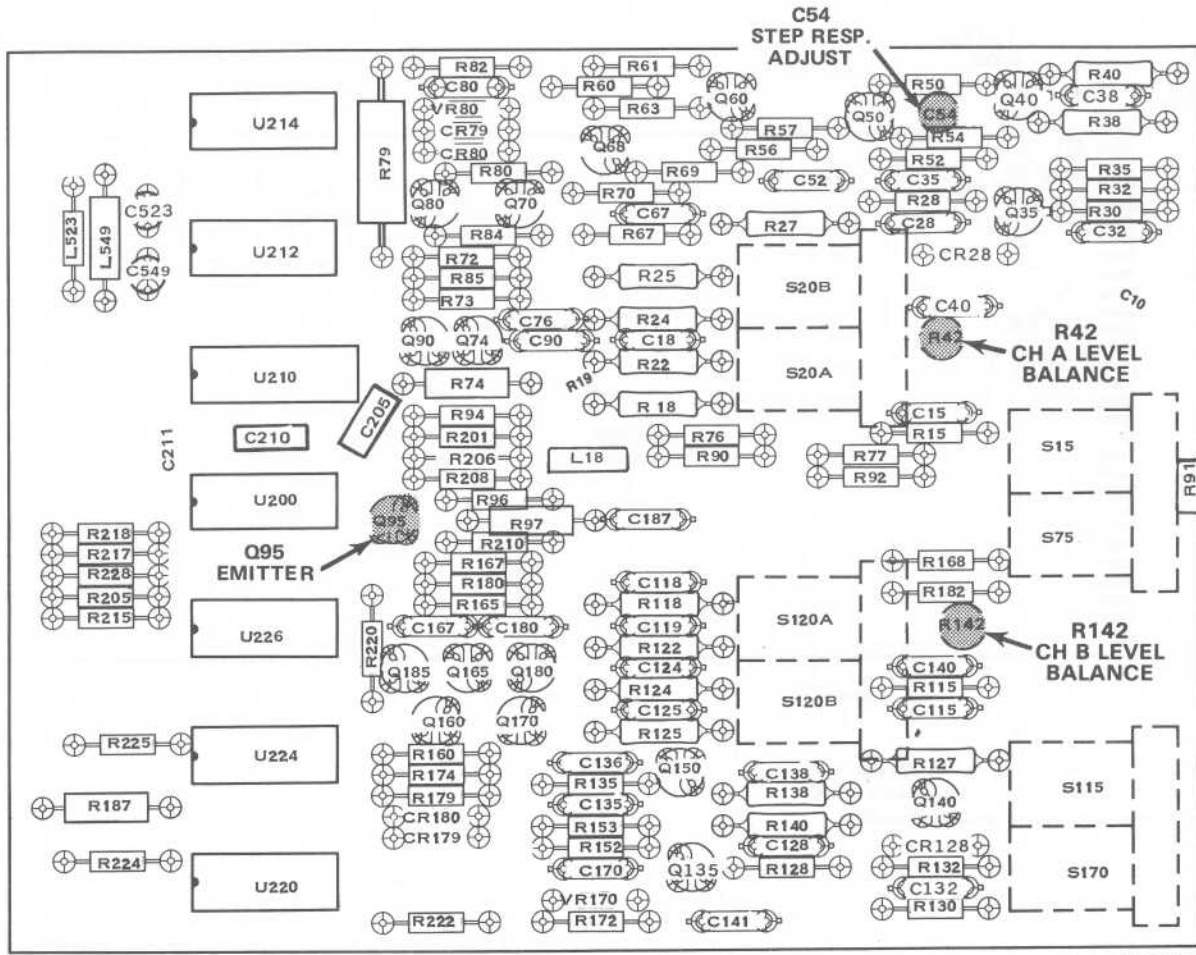 C54
STEP RESP.
ADJUST
R82
C80
VR80
CR79
CR80
R80
R61
R60
R63
Q60
Q68
R57
R56
R69
R70
C67
R67
C52
R50
Q50
C54
R54
R52
C35
R28
C28
CR28
Q40
R40
C38
R38
R35
R32
R30
C32
Q35
U214
R79
L523
L549
C523
C549
U212
Q80
Q70
R84
R72
R85
R73
R27
R25
S20B
C76
C90
R24
C18
R22
R18
S20A
C40
R42
R42
CH A LEVEL
BALANCE
C10
Q90
Q74
R74
R19
U210
C205
C210
C211
R94
R201
R206
R208
L18
R76
R90
R77
R92
C15
R15
S15
S75
R91
U200
Q95
Q95
EMITTER
R96
R97
R210
C187
R167
R180
R165
R218
R217
R228
R205
R215
U226
R220
C167
C180
Q185
Q165
Q180
Q160
Q170
C118
R118
C119
R122
C124
R124
C125
R125
S120A
S120B
R168
R182
R142
R142
CH B LEVEL
BALANCE
C140
R115
C115
R127
R225
U224
R187
R224
U220
R160
R174
R179
CR180
CR179
R222
C136
R135
C135
R153
R152
C170
VR170
R172
Q150
Q135
C138
R138
R140
C128
R128
C141
Q140
CR128
R132
C132
R130
S115
S170